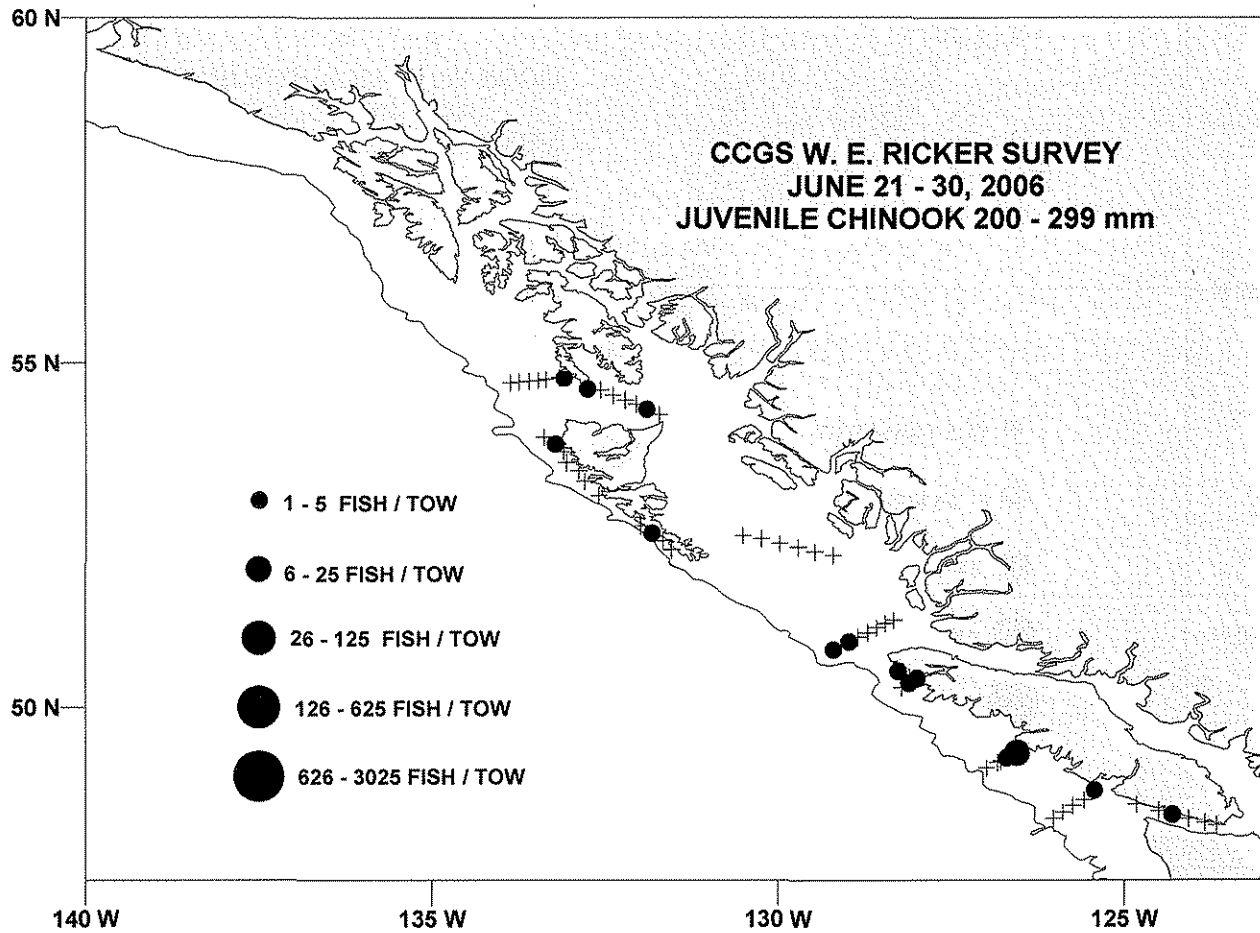 60 N
CCGS W. E. RICKER SURVEY
JUNE 21 - 30, 2006
JUVENILE CHINOOK 200 - 299 mm
55 N
1 - 5 FISH / TOW
6 - 25 FISH / TOW
26 - 125 FISH / TOW
50 N
126 - 625 FISH / TOW
626 - 3025 FISH / TOW
140 W
135 W
130 W
125 W